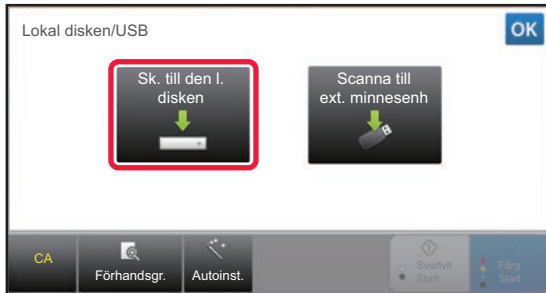 Lokal disken/USB
OK
Sk. till den l.
disken
Scanna till
ext. minnesenh
CA
Förhandsgr.
Autoinst.
Svartvit
Start
Färg
Start